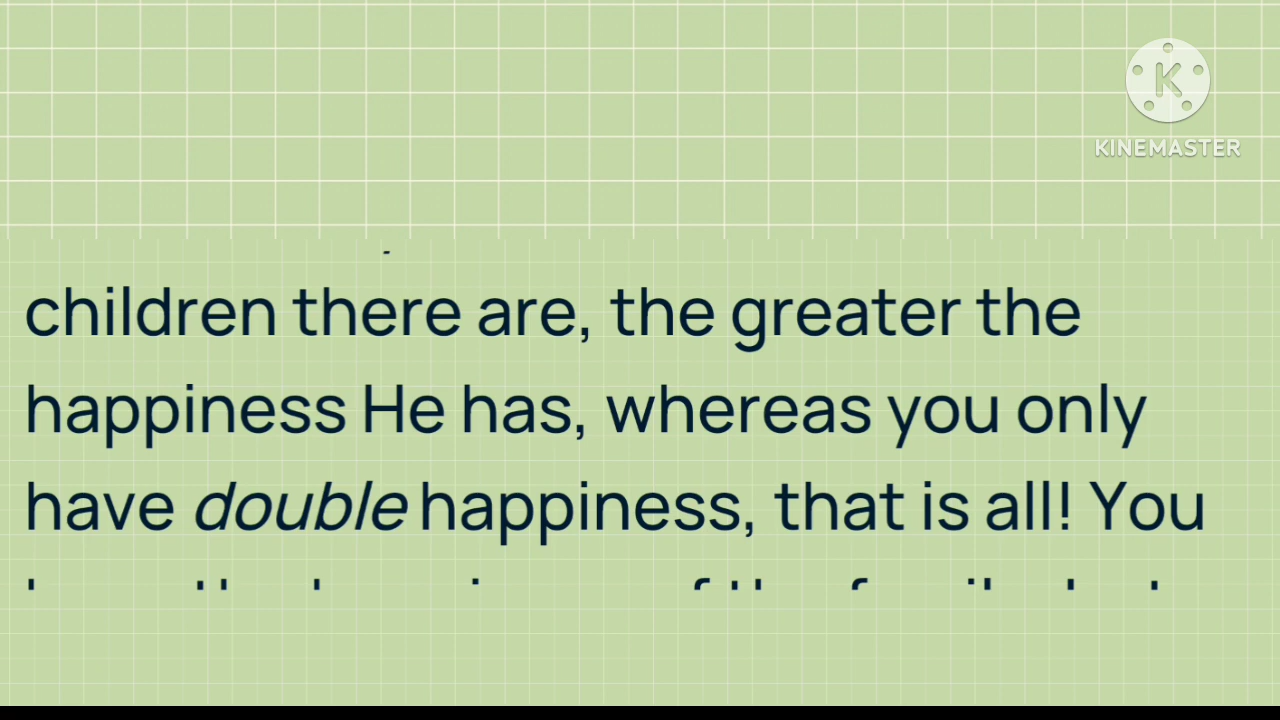 KINEMASTER
children there are, the greater the
happiness He has, whereas you only
have double happiness, that is all! You